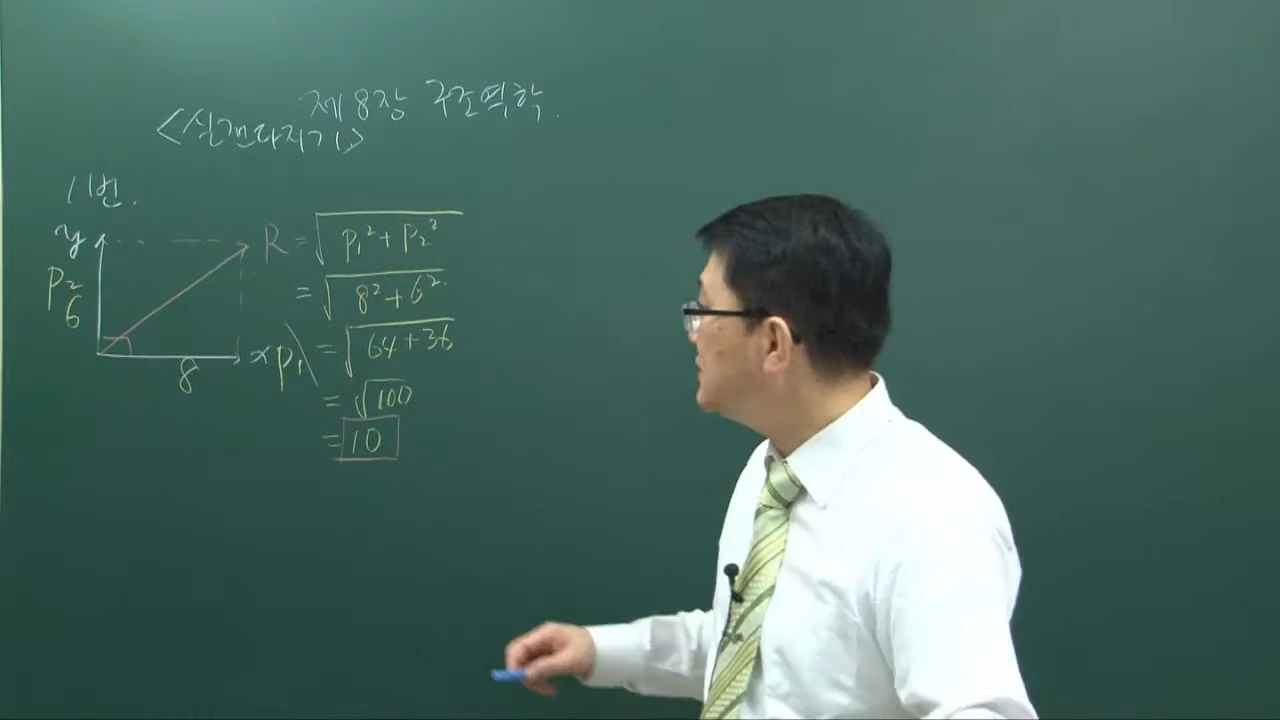 제 8장 구조역학.
<실전다지기>
11번.
y
P₂
6
x P₁
8
R = √(P₁² + P₂²)
= √(8² + 6²)
= √(64 + 36)
= √100
= 10